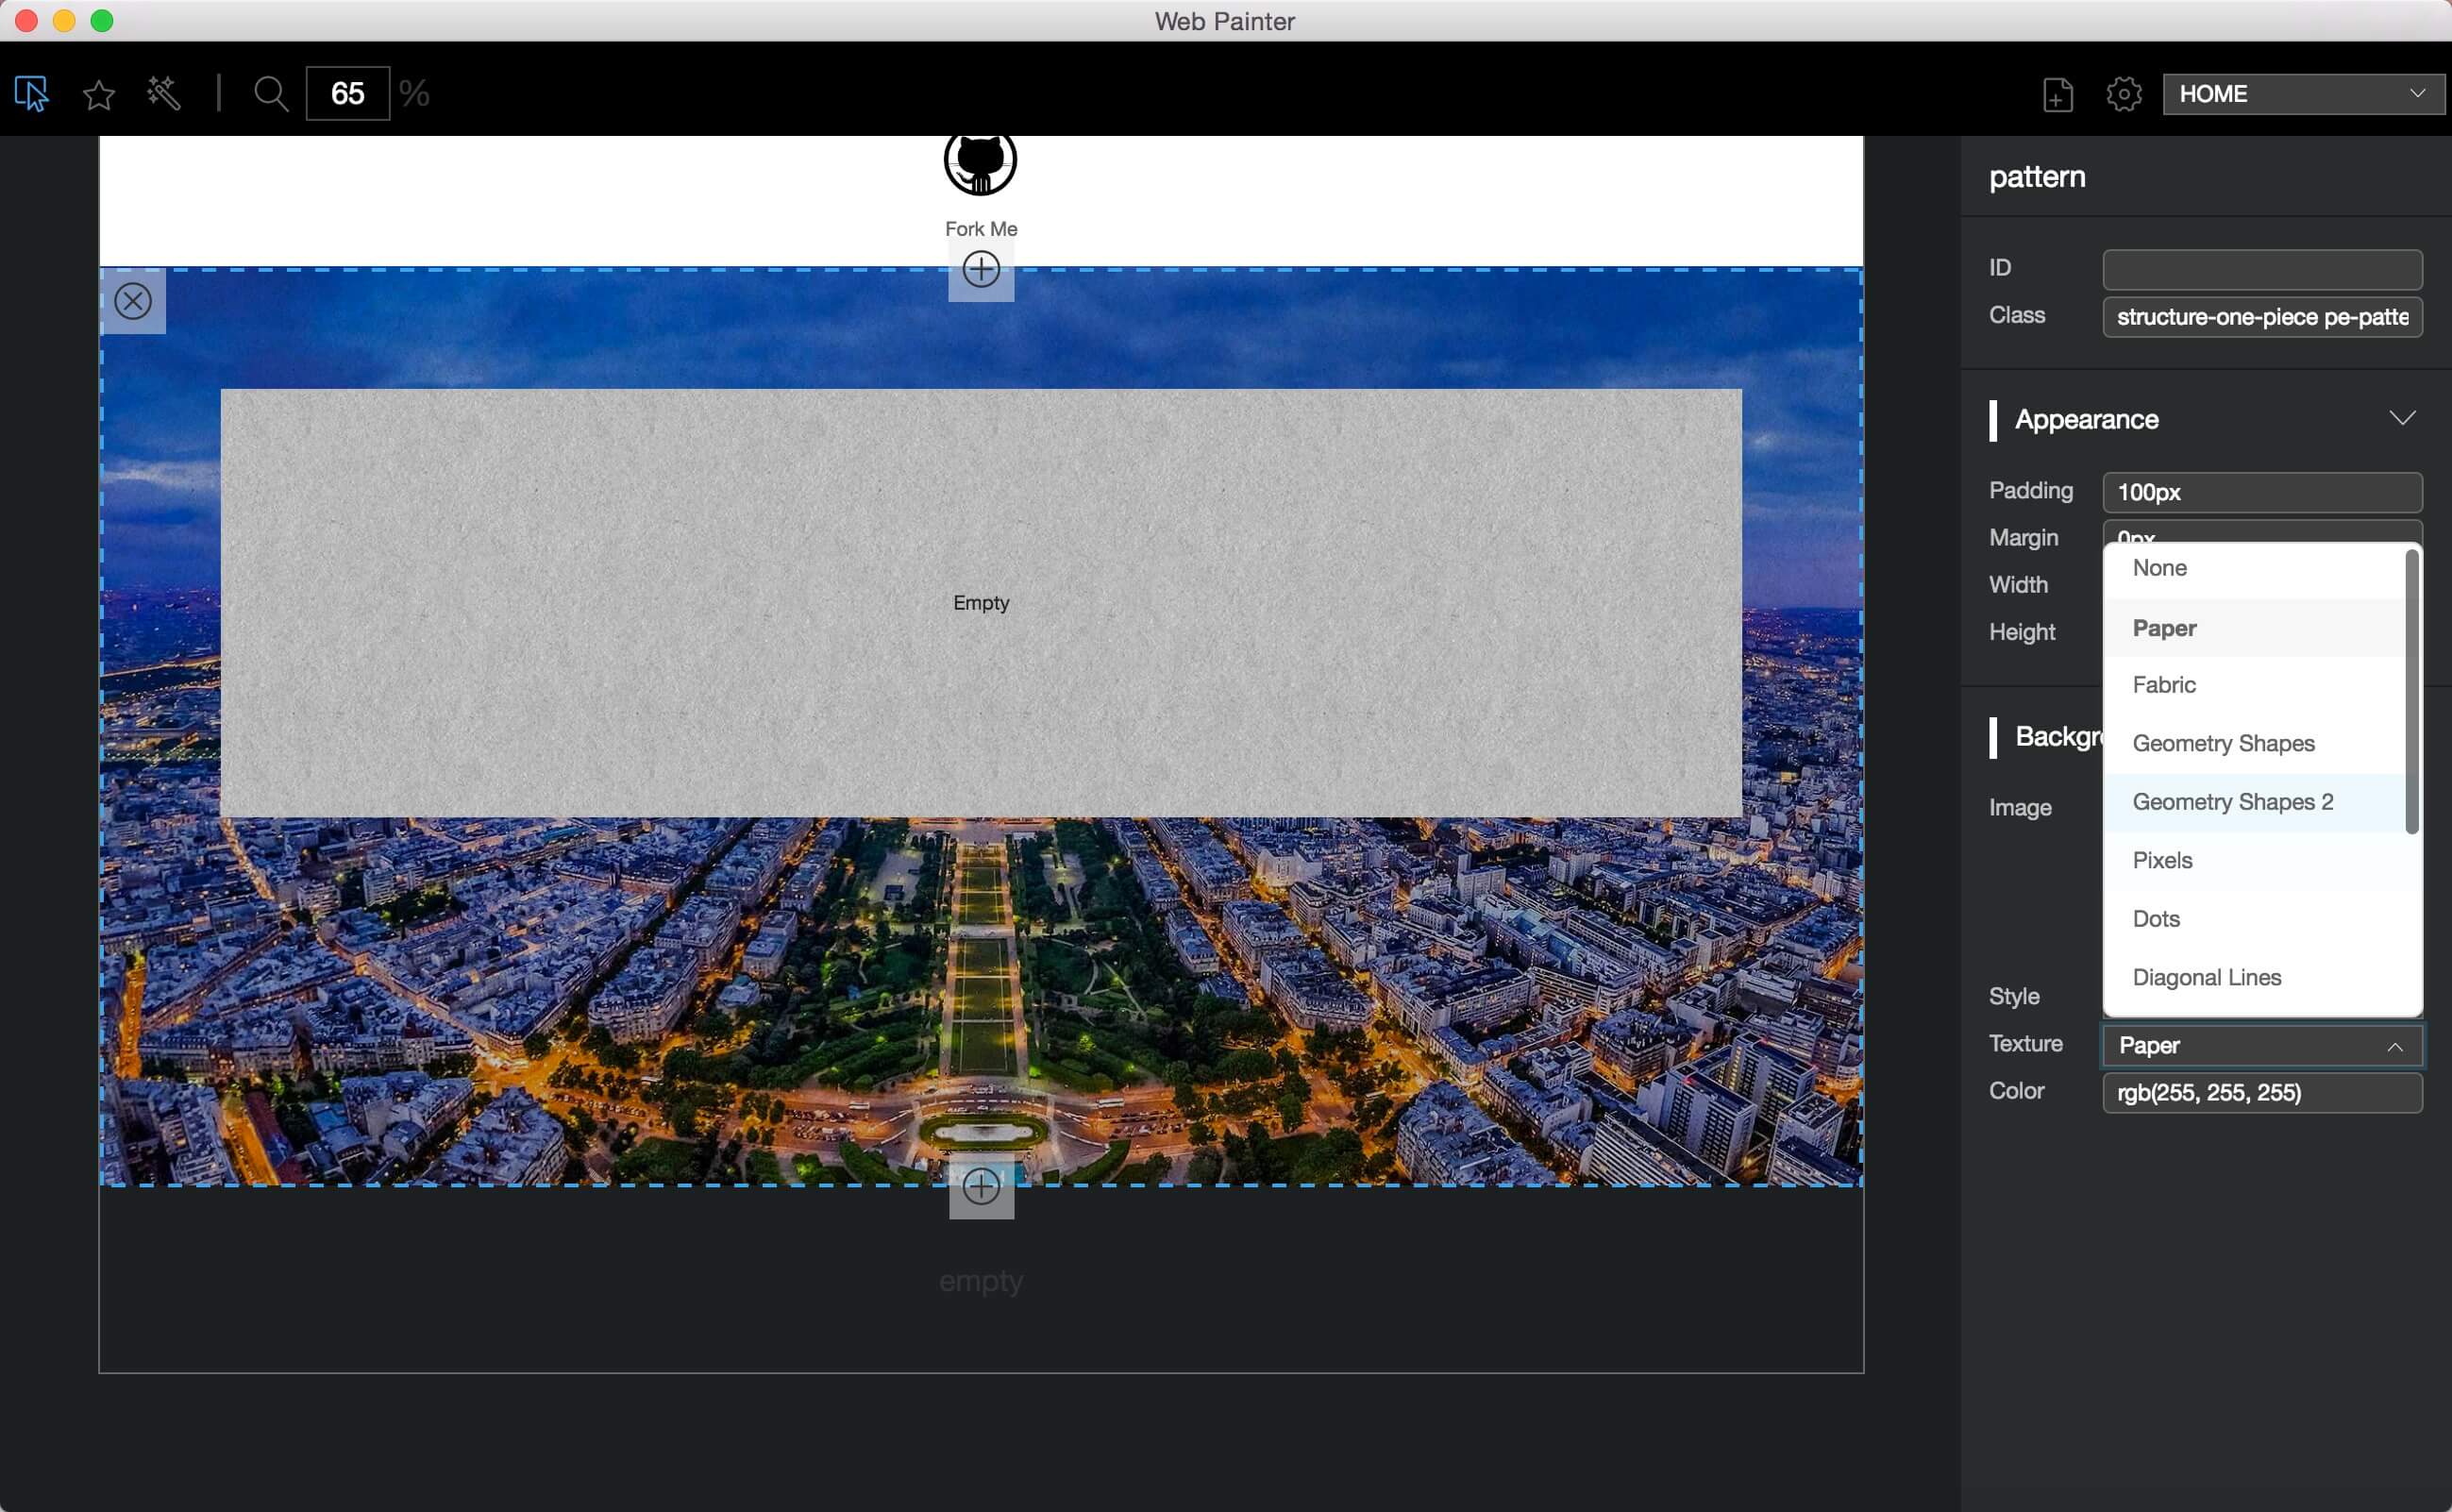 Web Painter
65 %
HOME
Fork Me
Empty
empty
pattern
ID
Class structure-one-piece pe-patte
Appearance
Padding 100px
Margin
Width
Height
None
Paper
Fabric
Geometry Shapes
Geometry Shapes 2
Pixels
Dots
Diagonal Lines
Image
Style
Texture Paper
Color rgb(255, 255, 255)